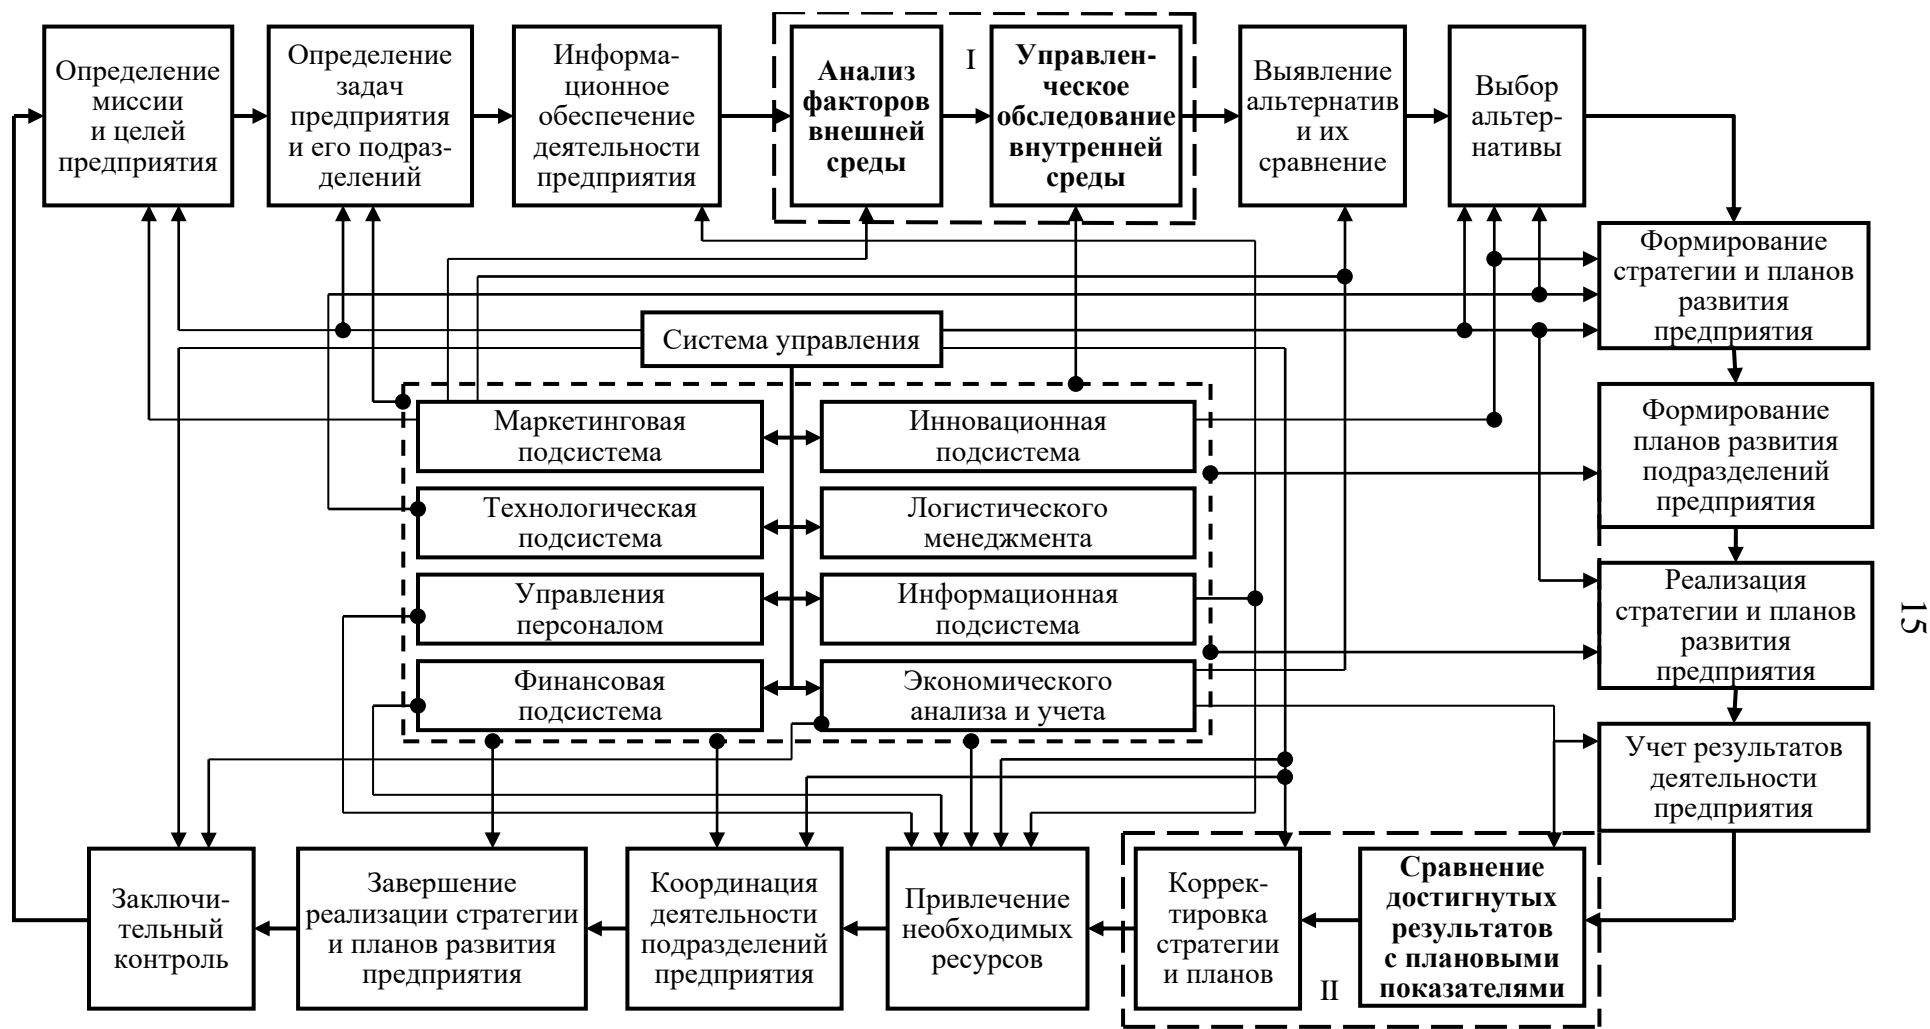 Определение
миссии
и целей
предприятия
Определение
задач
предприятия
и его подраз-
делений
Информа-
ционное
обеспечение
деятельности
предприятия
I
Анализ
факторов
внешней
среды
Управлен-
ческое
обследование
внутренней
среды
Выявление
альтернатив
и их
сравнение
Выбор
альтер-
нативы
Формирование
стратегии и планов
развития
предприятия
Система управления
Маркетинговая
подсистема
Инновационная
подсистема
Формирование
планов развития
подразделений
предприятия
Технологическая
подсистема
Логистического
менеджмента
Управления
персоналом
Информационная
подсистема
Реализация
стратегии и планов
развития
предприятия
15
Финансовая
подсистема
Экономического
анализа и учета
Учет результатов
деятельности
предприятия
Заключи-
тельный
контроль
Завершение
реализации стратегии
и планов развития
предприятия
Координация
деятельности
подразделений
предприятия
Привлечение
необходимых
ресурсов
Коррек-
тировка
стратегии
и планов
II
Сравнение
достигнутых
результатов
с плановыми
показателями